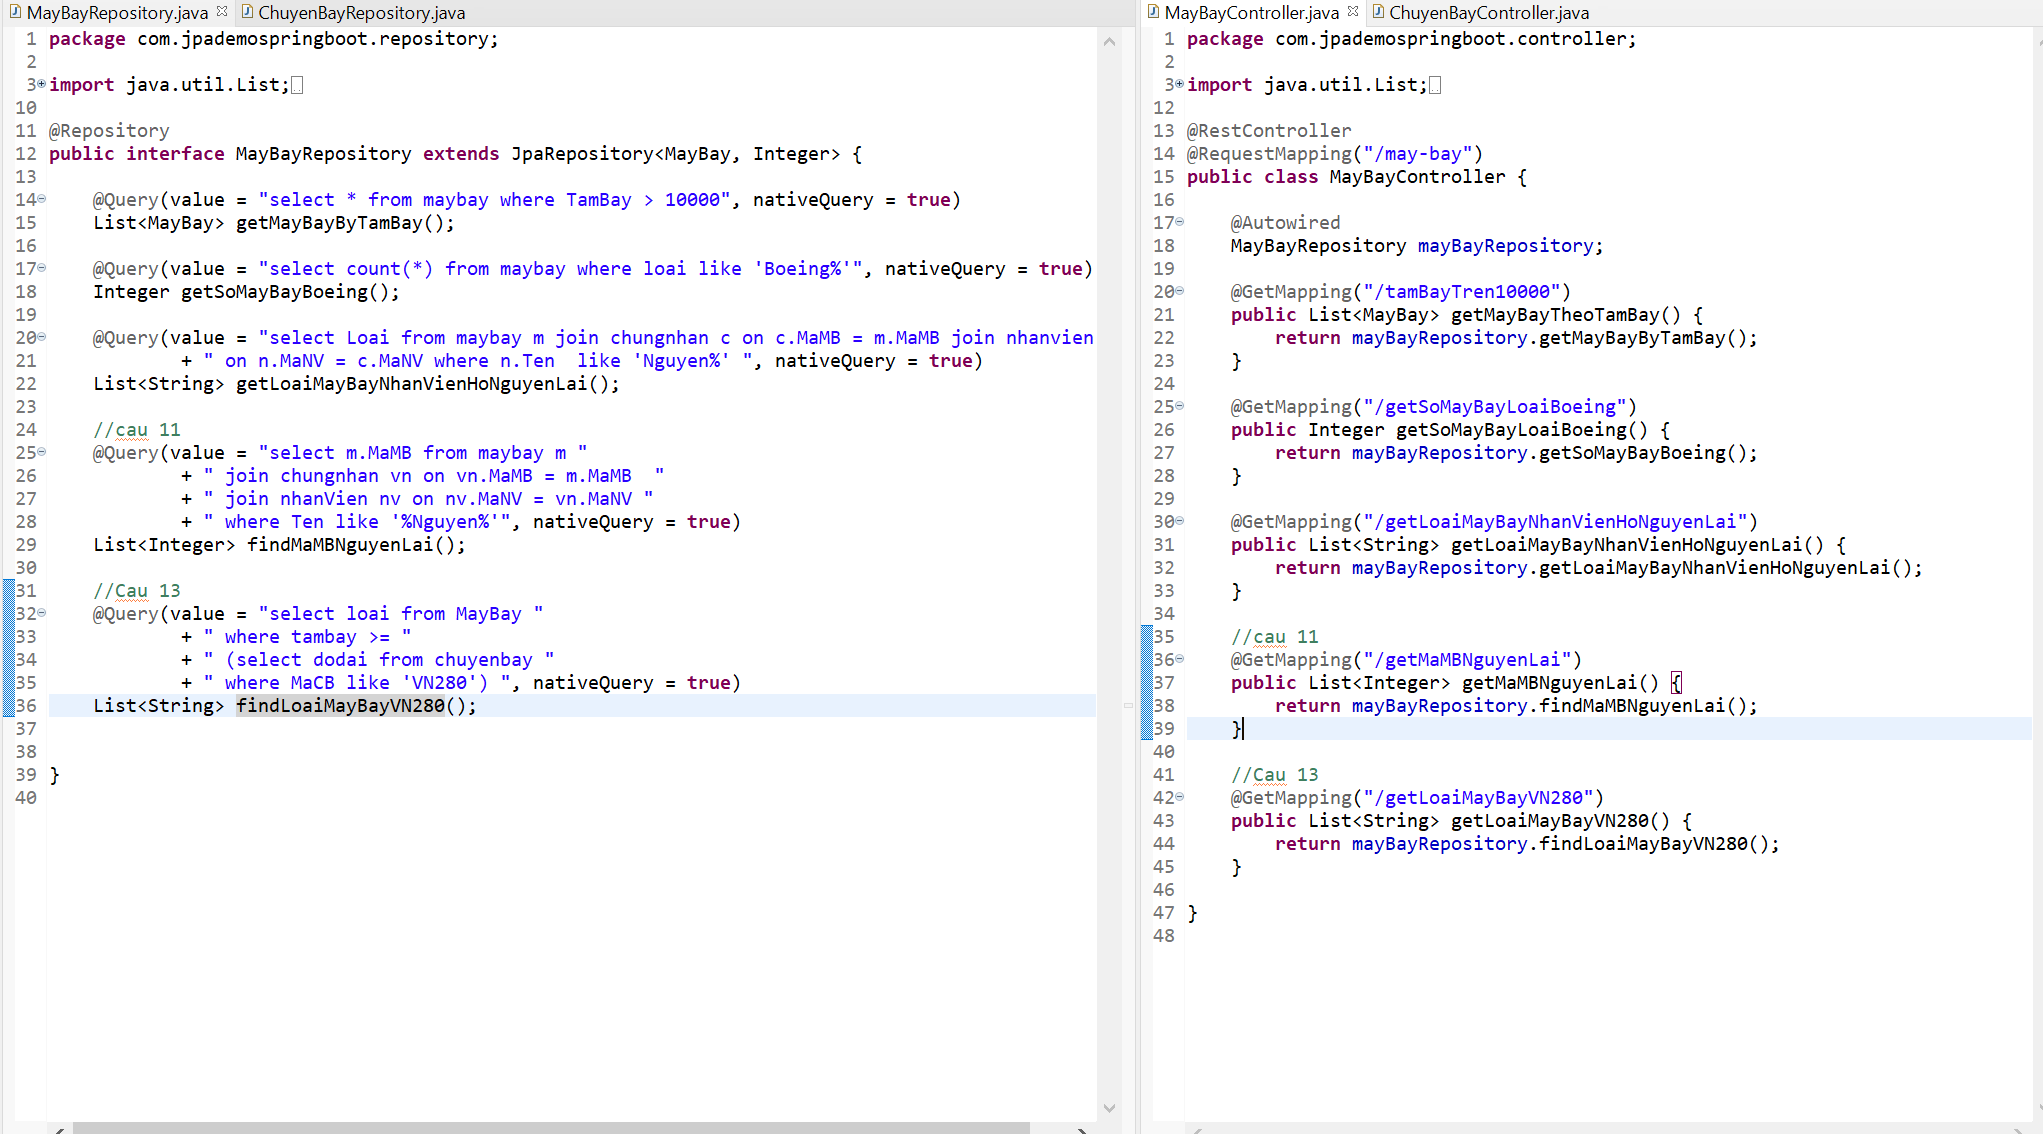 MayBayRepository.java
ChuyenBayRepository.java
1 package com.jpademospringboot.repository;
2
3 import java.util.List;
10
11 @Repository
12 public interface MayBayRepository extends JpaRepository<MayBay, Integer> {
13
14 @Query(value = "select * from maybay where TamBay > 10000", nativeQuery = true)
15 List<MayBay> getMayBayByTamBay();
16
17 @Query(value = "select count(*) from maybay where loai like 'Boeing%'", nativeQuery = true)
18 Integer getSoMayBayBoeing();
19
20 @Query(value = "select Loai from maybay m join chungnhan c on c.MaMB = m.MaMB join nhanvien
21 + " on n.MaNV = c.MaNV where n.Ten  like 'Nguyen%' ", nativeQuery = true)
22 List<String> getLoaiMayBayNhanVienHoNguyenLai();
23
24 //cau 11
25 @Query(value = "select m.MaMB from maybay m "
26 + " join chungnhan vn on vn.MaMB = m.MaMB  "
27 + " join nhanVien nv on nv.MaNV = vn.MaNV "
28 + " where Ten like '%Nguyen%'", nativeQuery = true)
29 List<Integer> findMaMBNguyenLai();
30
31 //Cau 13
32 @Query(value = "select loai from MayBay "
33 + " where tambay >= "
34 + " (select dodai from chuyenbay "
35 + " where MaCB like 'VN280') ", nativeQuery = true)
36 List<String> findLoaiMayBayVN280();
37
38
39 }
40
MayBayController.java
ChuyenBayController.java
1 package com.jpademospringboot.controller;
2
3 import java.util.List;
12
13 @RestController
14 @RequestMapping("/may-bay")
15 public class MayBayController {
16
17 @Autowired
18 MayBayRepository mayBayRepository;
19
20 @GetMapping("/tamBayTren10000")
21 public List<MayBay> getMayBayTheoTamBay() {
22 return mayBayRepository.getMayBayByTamBay();
23 }
24
25 @GetMapping("/getSoMayBayLoaiBoeing")
26 public Integer getSoMayBayLoaiBoeing() {
27 return mayBayRepository.getSoMayBayBoeing();
28 }
29
30 @GetMapping("/getLoaiMayBayNhanVienHoNguyenLai")
31 public List<String> getLoaiMayBayNhanVienHoNguyenLai() {
32 return mayBayRepository.getLoaiMayBayNhanVienHoNguyenLai();
33 }
34
35 //cau 11
36 @GetMapping("/getMaMBNguyenLai")
37 public List<Integer> getMaMBNguyenLai() {
38 return mayBayRepository.findMaMBNguyenLai();
39 }
40
41 //Cau 13
42 @GetMapping("/getLoaiMayBayVN280")
43 public List<String> getLoaiMayBayVN280() {
44 return mayBayRepository.findLoaiMayBayVN280();
45 }
46
47 }
48